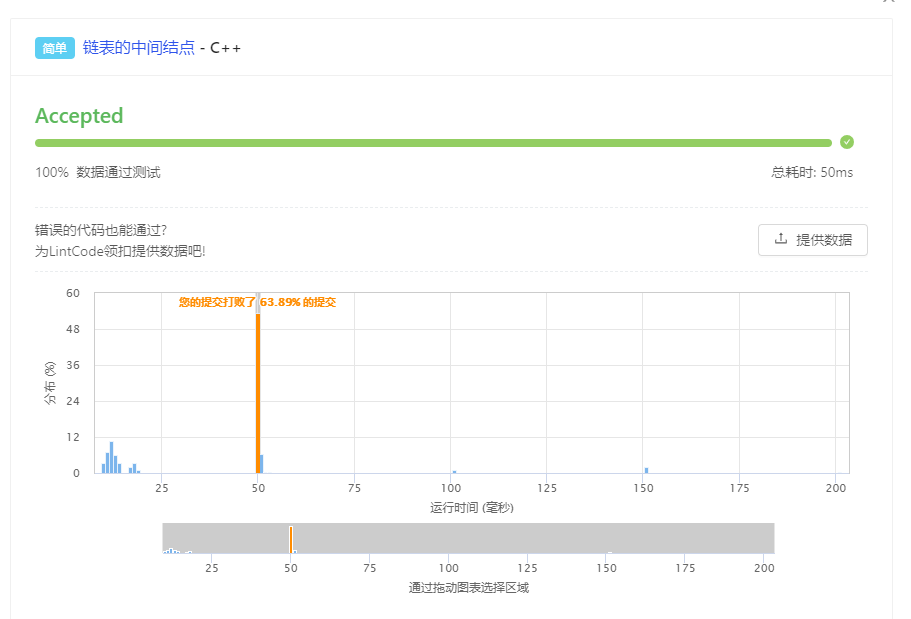 简单 链表的中间结点 - C++
Accepted
100% 数据通过测试 总耗时: 50ms
错误的代码也能通过?
为LintCode领扣提供数据吧!
提供数据
您的提交打败了 63.89% 的提交
60
48
36
24
12
0
分布 (%)
25 50 75 100 125 150 175 200
运行时间 (毫秒)
25 50 75 100 125 150 175 200
通过拖动图表选择区域